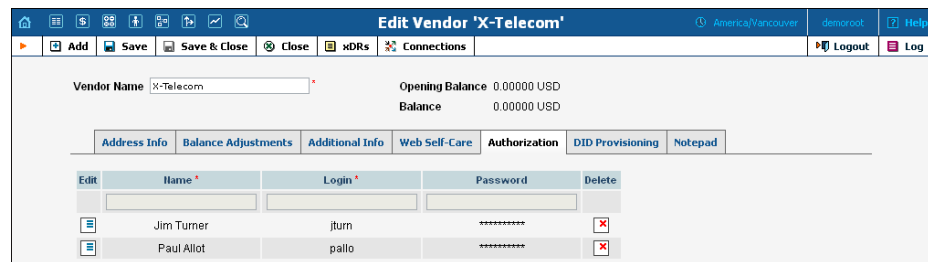 Edit Vendor 'X-Telecom' America/Vancouver demoroot ? Help
Add Save Save & Close Close xDRs Connections Logout Log
Vendor Name X-Telecom * Opening Balance 0.00000 USD
Balance 0.00000 USD
Address Info Balance Adjustments Additional Info Web Self-Care Authorization DID Provisioning Notepad
Edit Name * Login * Password Delete
Jim Turner jturn **********
Paul Allot pallo **********